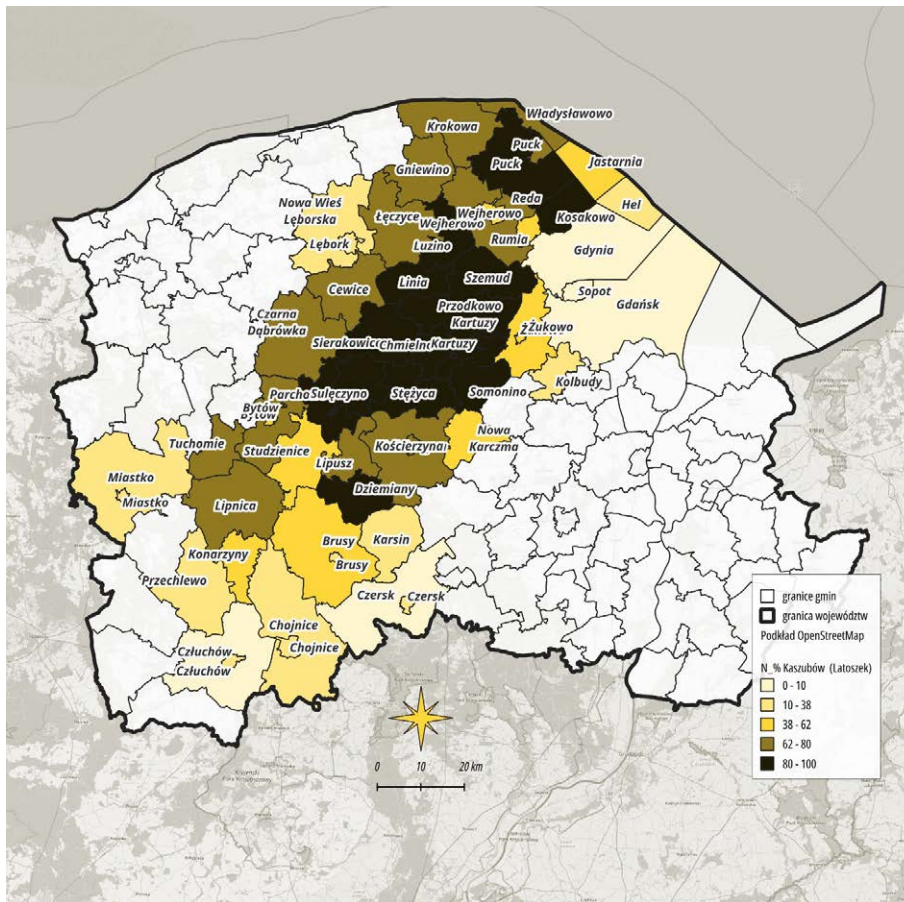 Władysławowo
Krokowa
Puck
Puck
Jastarnia
Gniewino
Hel
Nowa Wieś
Lęborska
Reda
Łęczyce
Wejherowo
Wejherowo
Kosakowo
Lębork
Luzino
Rumia
Gdynia
Cewice
Linia
Szemud
Sopot
Gdańsk
Czarna
Dąbrówka
Przodkowo
Kartuzy
Żukowo
Sierakowice
Chmielno
Kartuzy
Parcho
Sulęczyno
Stężyca
Somonino
Kolbudy
Bytów
Bytów
Tuchomie
Studzienice
Kościerzyna
Nowa
Karczma
Lipusz
Miastko
Miastko
Lipnica
Dziemiany
Konarzyny
Brusy
Karsin
Brusy
Przechlewo
Czersk
Czersk
Chojnice
Chojnice
Człuchów
Człuchów
granice gmin
granica województw
Podkład OpenStreetMap
N_% Kaszubów (Latoszek)
0 - 10
10 - 38
38 - 62
62 - 80
80 - 100
0 10 20 km